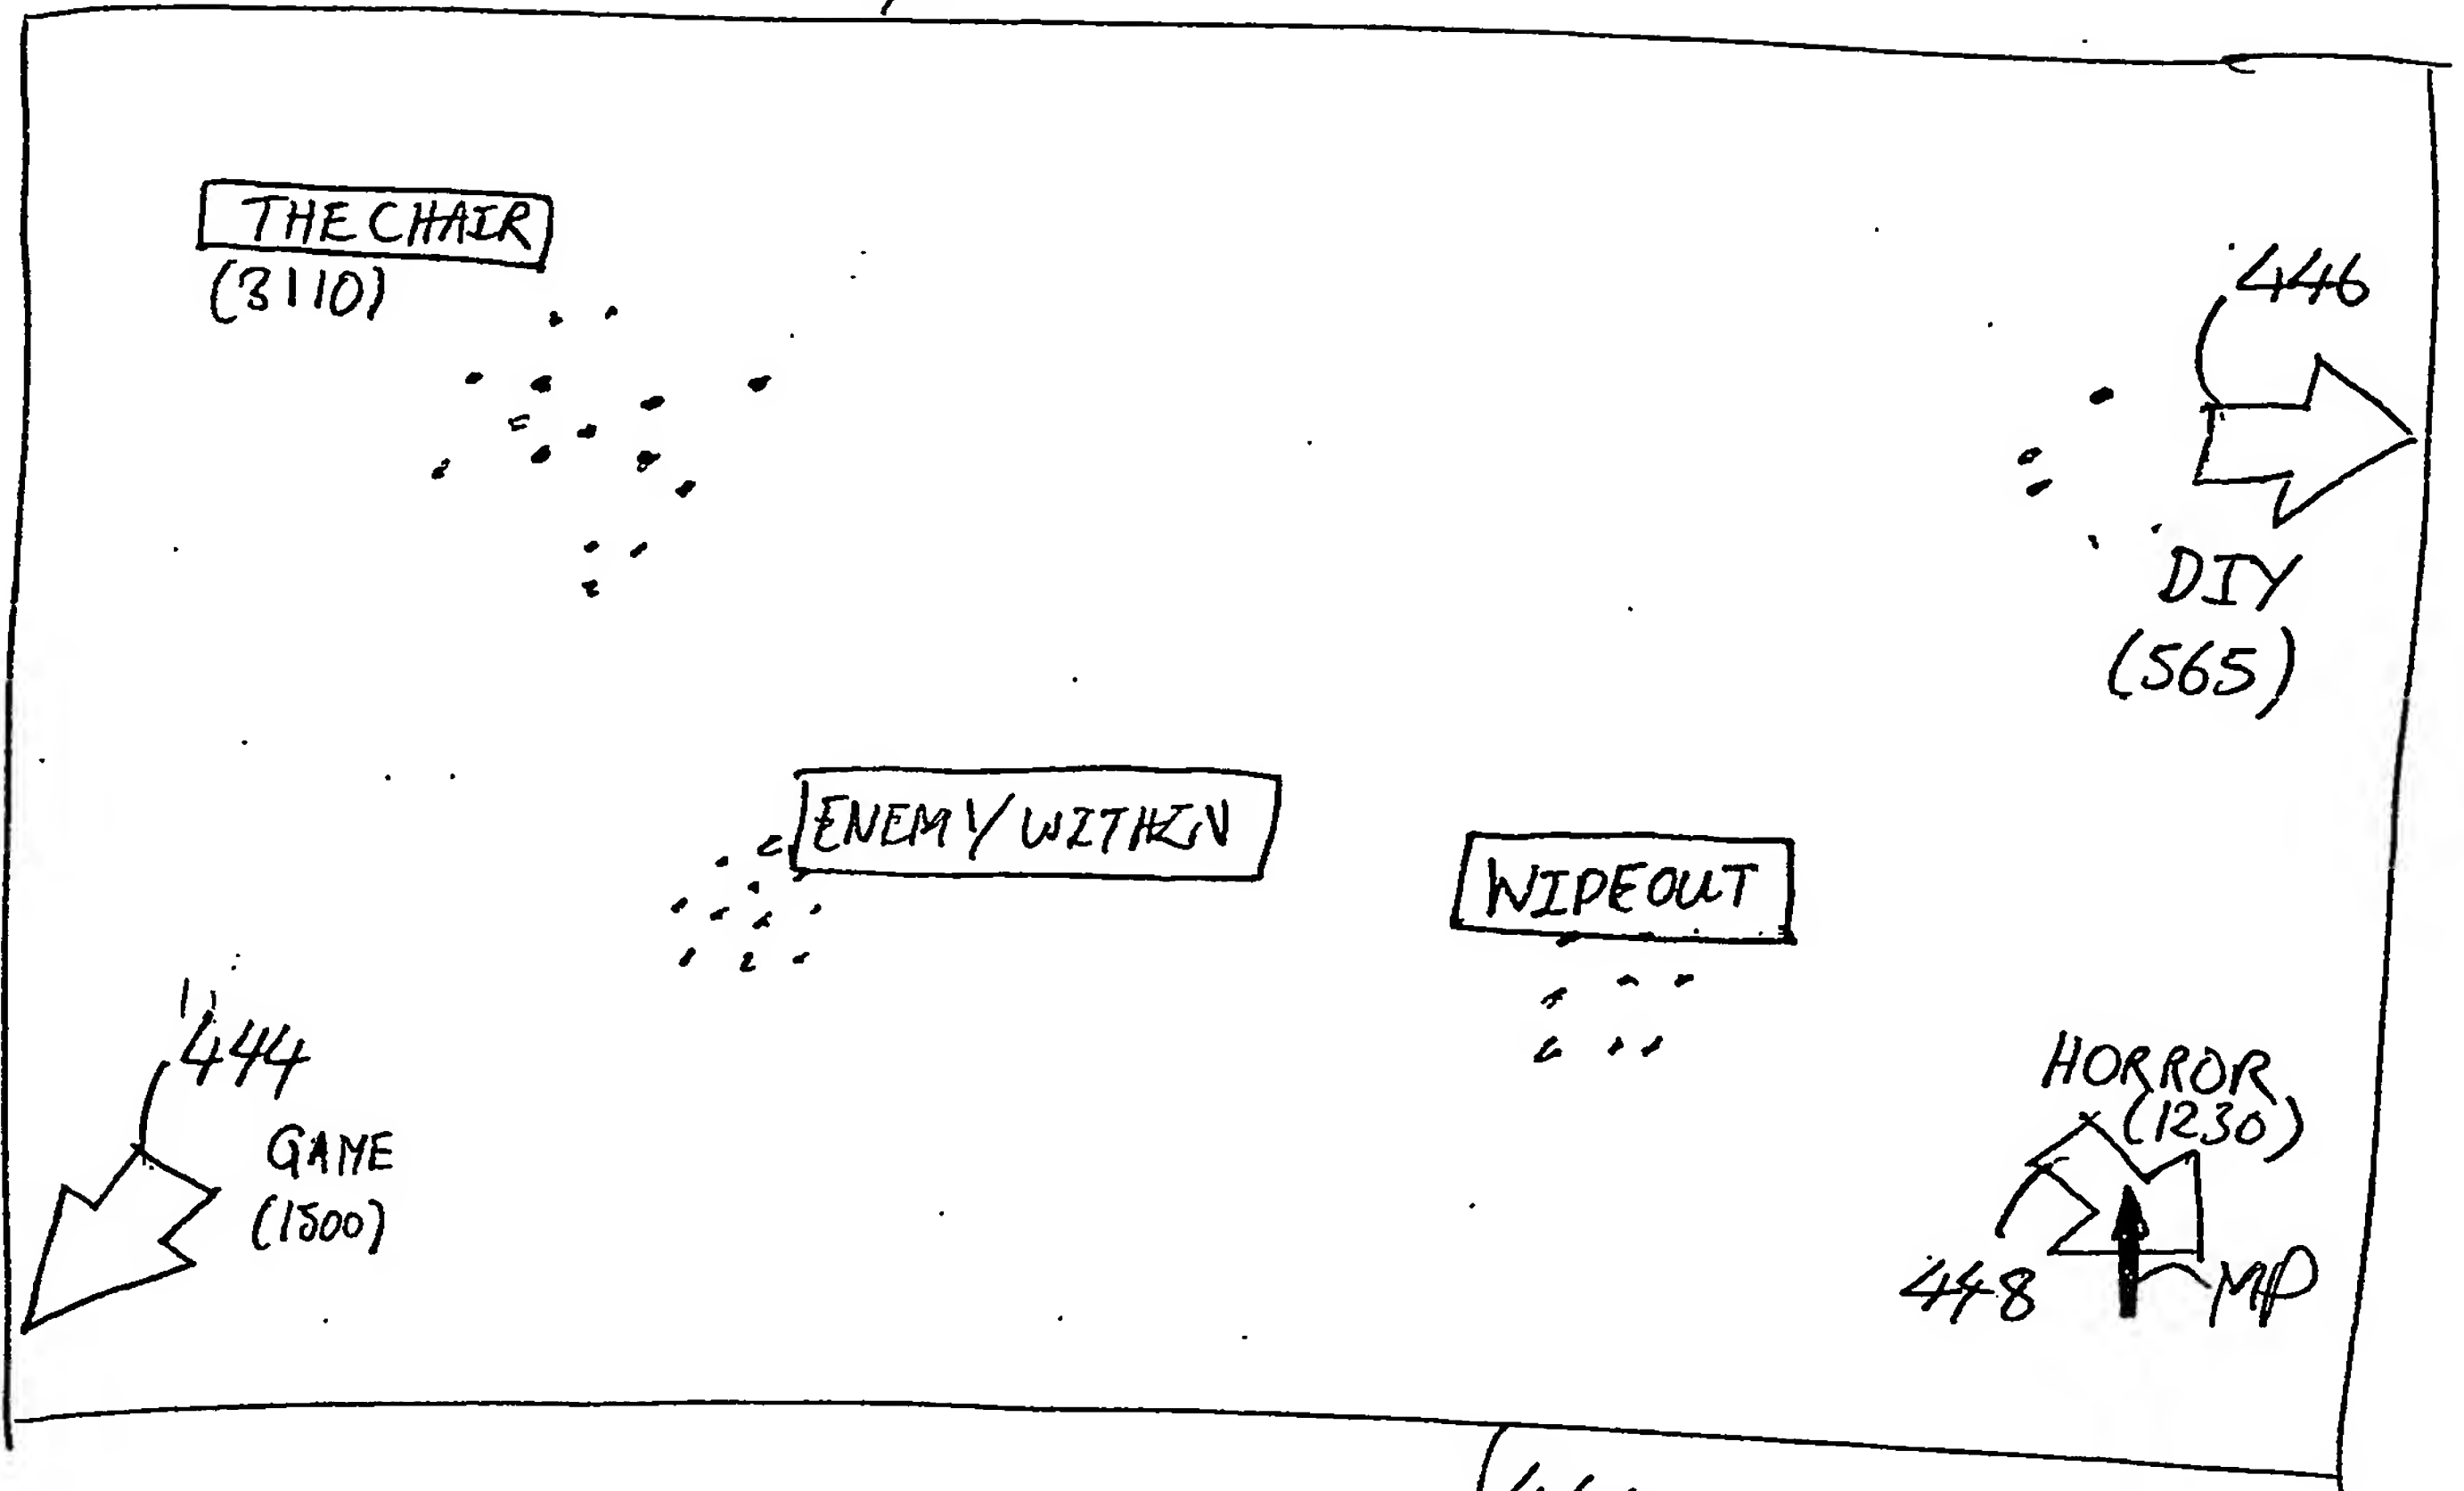 THE CHAIR
(3110)
446
DIY
(565)
ENEMY WITHIN
WIPEOUT
444
GAME
(1500)
HORROR
(1230)
448
MP